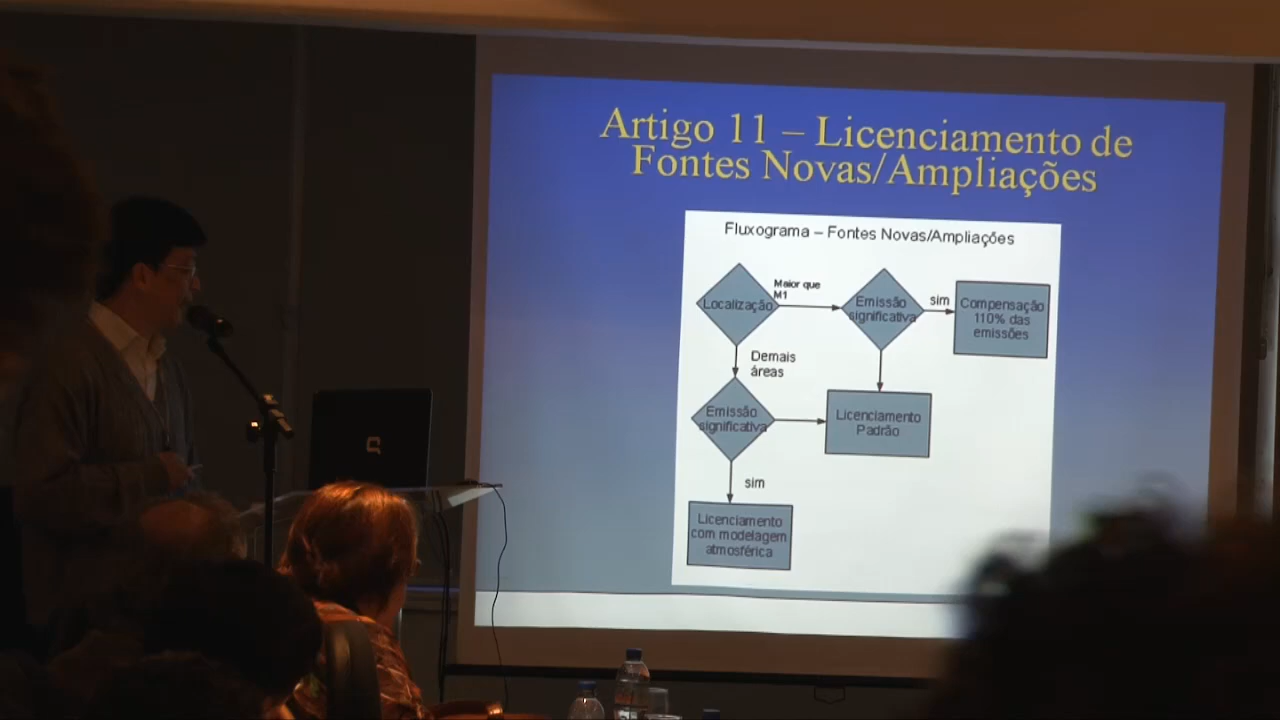 Artigo 11 – Licenciamento de
Fontes Novas/Ampliações
Fluxograma – Fontes Novas/Ampliações
Localização
Maior que
M1
Emissão
significativa
sim
Compensação
110% das
emissões
Demais
áreas
Emissão
significativa
Licenciamento
Padrão
sim
Licenciamento
com modelagem
atmosférica